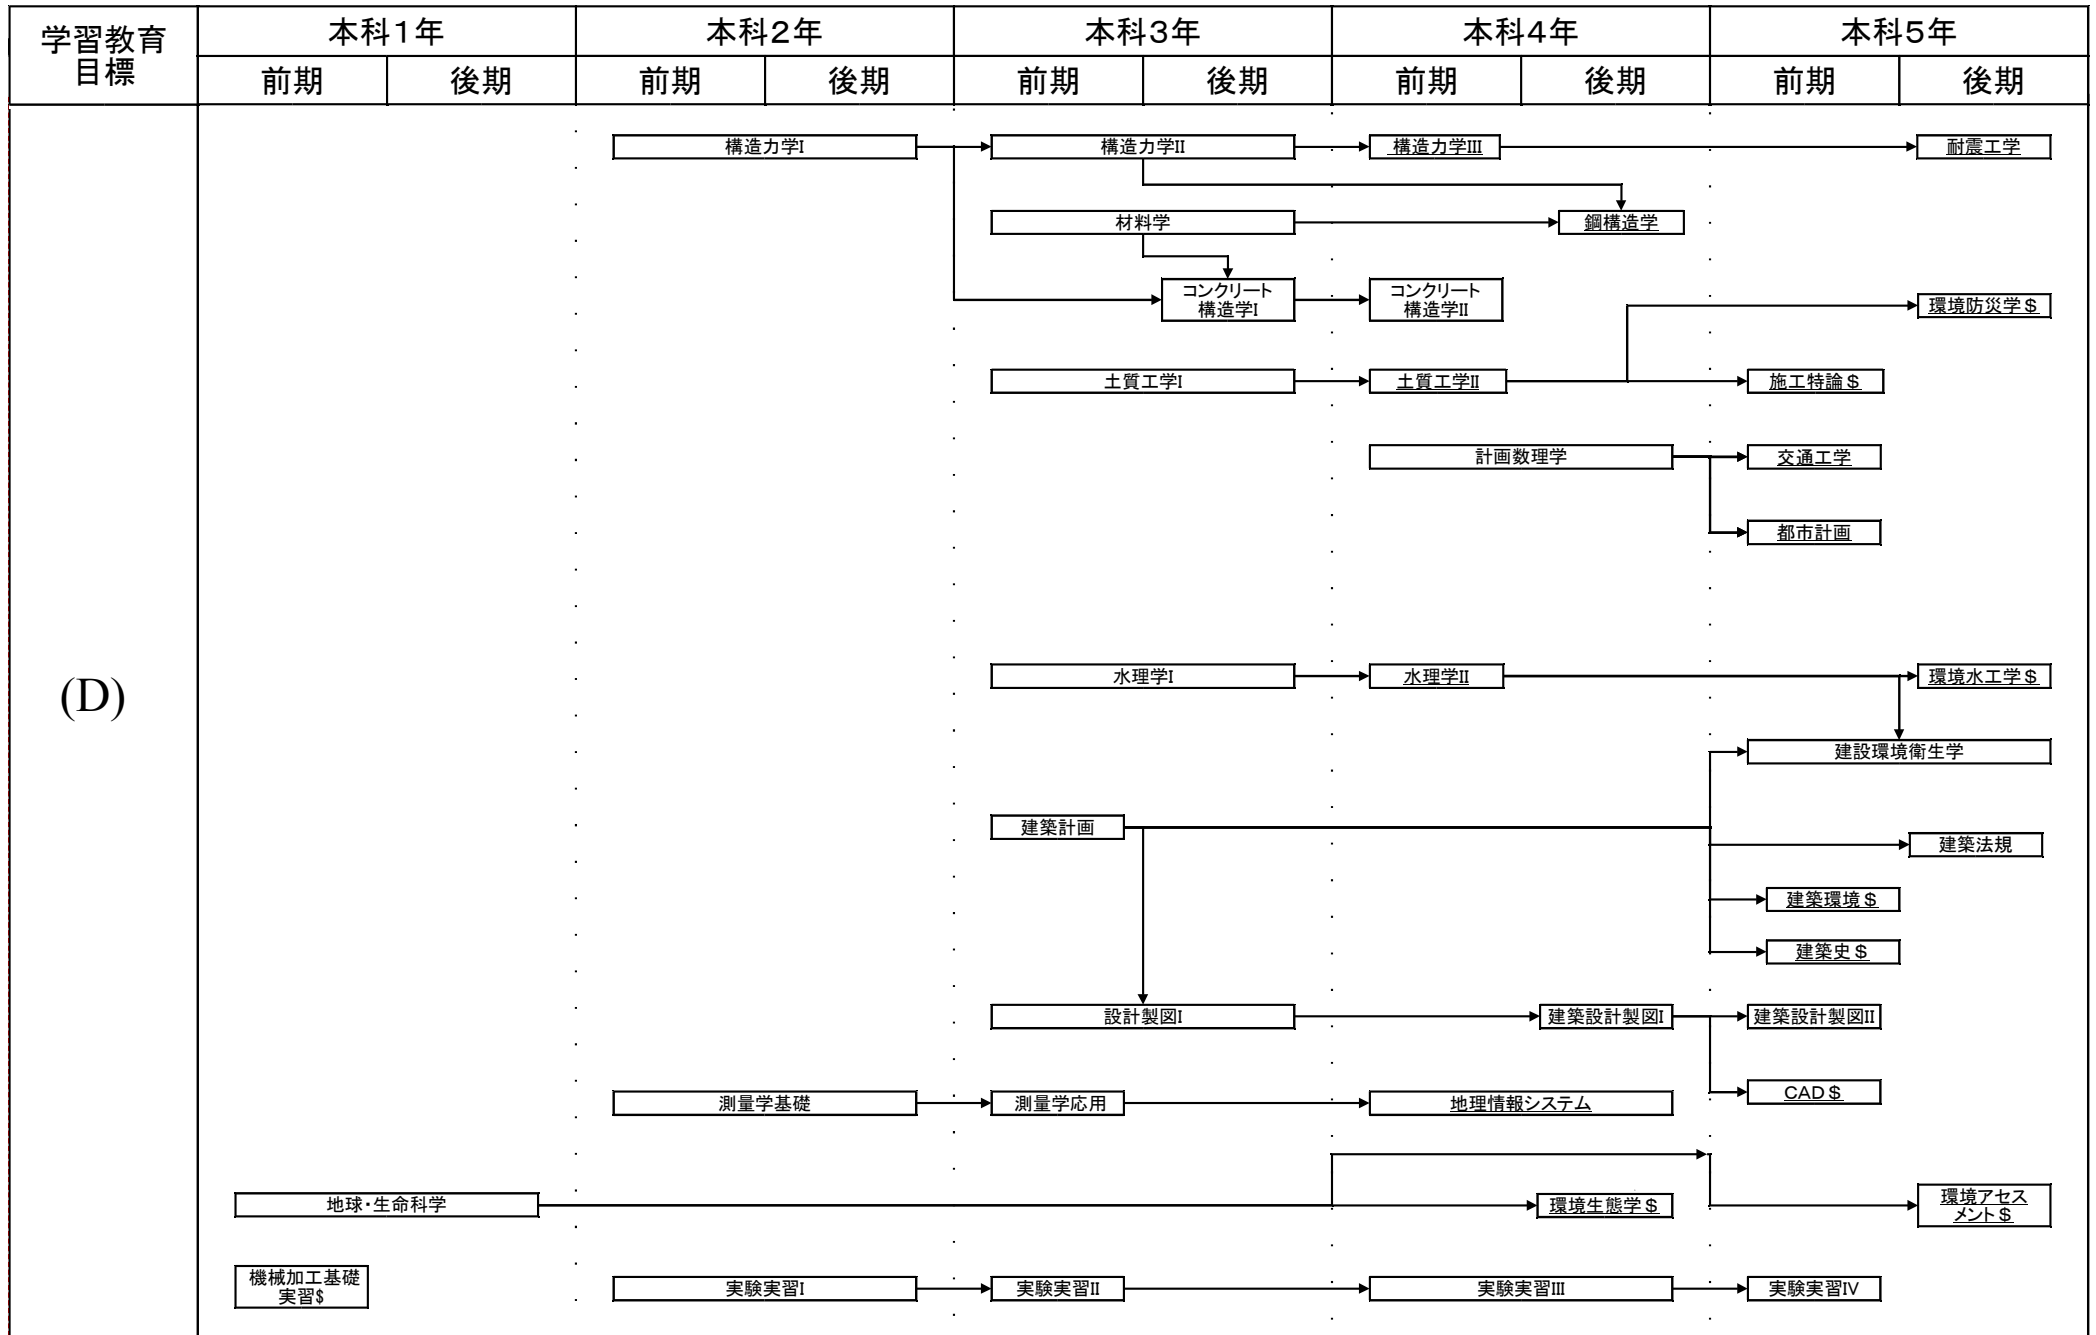 学習教育
目標
本科1年
本科2年
本科3年
本科4年
本科5年
前期
後期
前期
後期
前期
後期
前期
後期
前期
後期
(D)
構造力学I
構造力学II
構造力学III
耐震工学
材料学
鋼構造学
コンクリート
構造学I
コンクリート
構造学II
環境防災学$
土質工学I
土質工学II
施工特論$
計画数理学
交通工学
都市計画
水理学I
水理学II
環境水工学$
建設環境衛生学
建築計画
建築法規
建築環境$
建築史$
設計製図I
建築設計製図I
建築設計製図II
測量学基礎
測量学応用
地理情報システム
CAD$
地球・生命科学
環境生態学$
環境アセス
メント$
機械加工基礎
実習$
実験実習I
実験実習II
実験実習III
実験実習IV